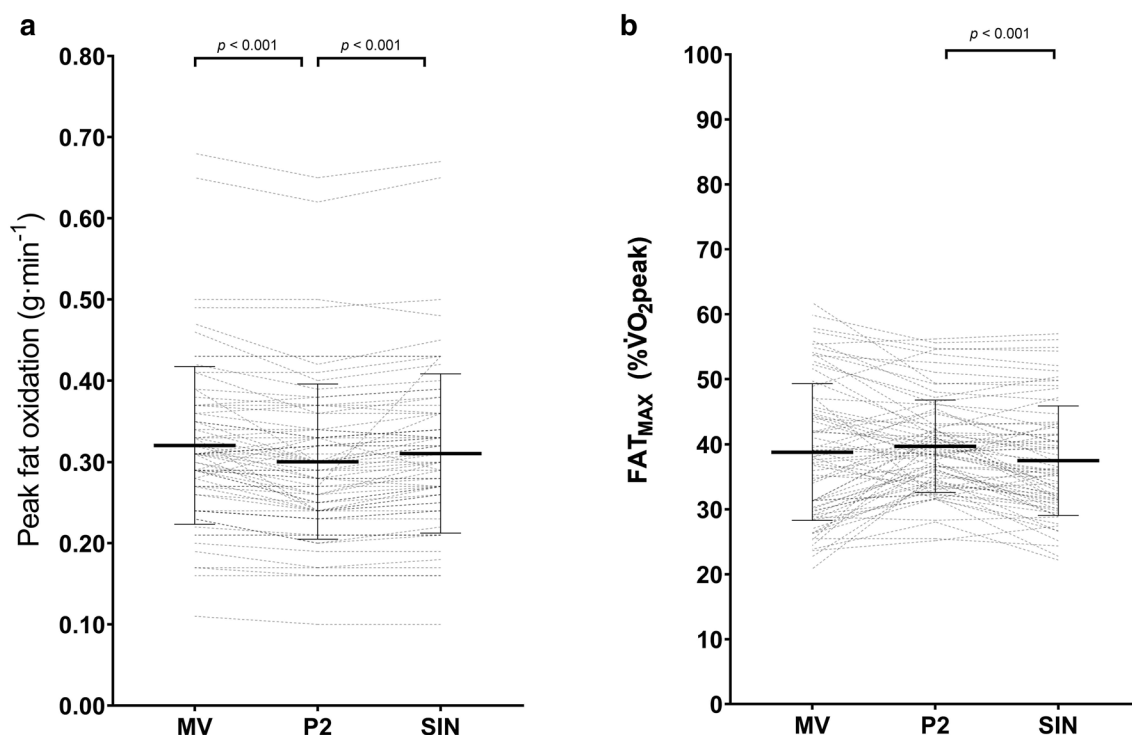 a
p < 0.001 p < 0.001
0.80
0.70
0.60
0.50
0.40
0.30
0.20
0.10
0.00
Peak fat oxidation (g·min⁻¹)
MV P2 SIN
b
p < 0.001
100
90
80
70
60
50
40
30
20
10
0
FATMAX (%V̇O₂peak)
MV P2 SIN